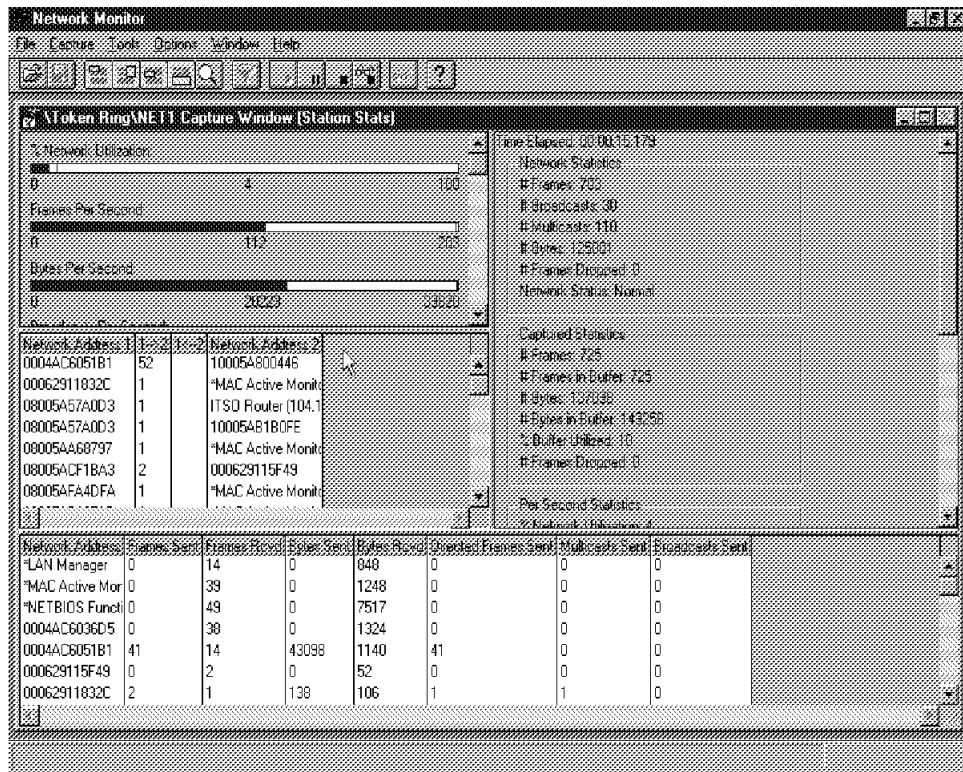 Network Monitor
File Capture Tools Options Window Help
\Token Ring\NET1 Capture Window (Station Stats)
% Network Utilization:
0 4 100
Frames Per Second:
0 112 203
Bytes Per Second:
0 20223 33620
Time Elapsed: 00:00:15.179
Network Statistics
# Frames: 703
# Broadcasts: 30
# Multicasts: 110
# Bytes: 125001
# Frames Dropped: 0
Network Status: Normal
Captured Statistics
# Frames: 725
# Frames in Buffer: 725
# Bytes: 137036
# Bytes in Buffer:
% Buffer Utilized: 10
# Frames Dropped: 0
Per Second Statistics
% Network Utilization: 4
Network Address 1 1-->2 1<--2 Network Address 2
0004AC6051B1 52 10005A800446
00062911832C 1 *MAC Active Monito
08005A57A0D3 1 ITSO Router (104.1
08005A57A0D3 1 10005AB1B0FE
08005AA68797 1 *MAC Active Monito
08005ACF1BA3 2 000629115F49
08005AFA4DFA 1 *MAC Active Monito
Network Address Frames Sent Frames Rcvd Bytes Sent Bytes Rcvd Directed Frames Sent Multicasts Sent Broadcasts Sent
*LAN Manager 0 14 0 848 0 0 0
*MAC Active Mor 0 39 0 1248 0 0 0
*NETBIOS Functi 0 49 0 7517 0 0 0
0004AC6036D5 0 38 0 1324 0 0 0
0004AC6051B1 41 14 43098 1140 41 0 0
000629115F49 0 2 0 52 0 0 0
00062911832C 2 1 138 106 1 1 0